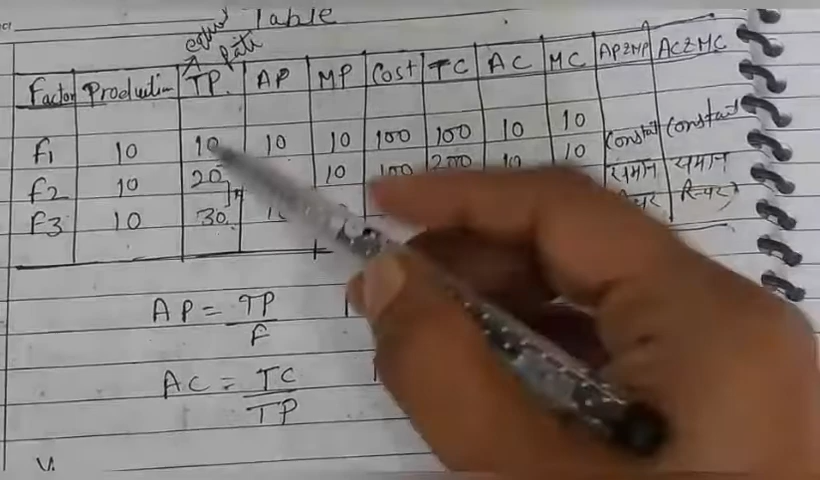 Table
equal
Factor Production TP. AP MP Cost TC AC MC AP=MP AC=MC
F1 10 10 10 10 100 100 10 10 Constant Constant
F2 10 20 10 100 200 10 10 समान समान
F3 10 30. स्थिर)
AP = TP
F
AC = TC
TP